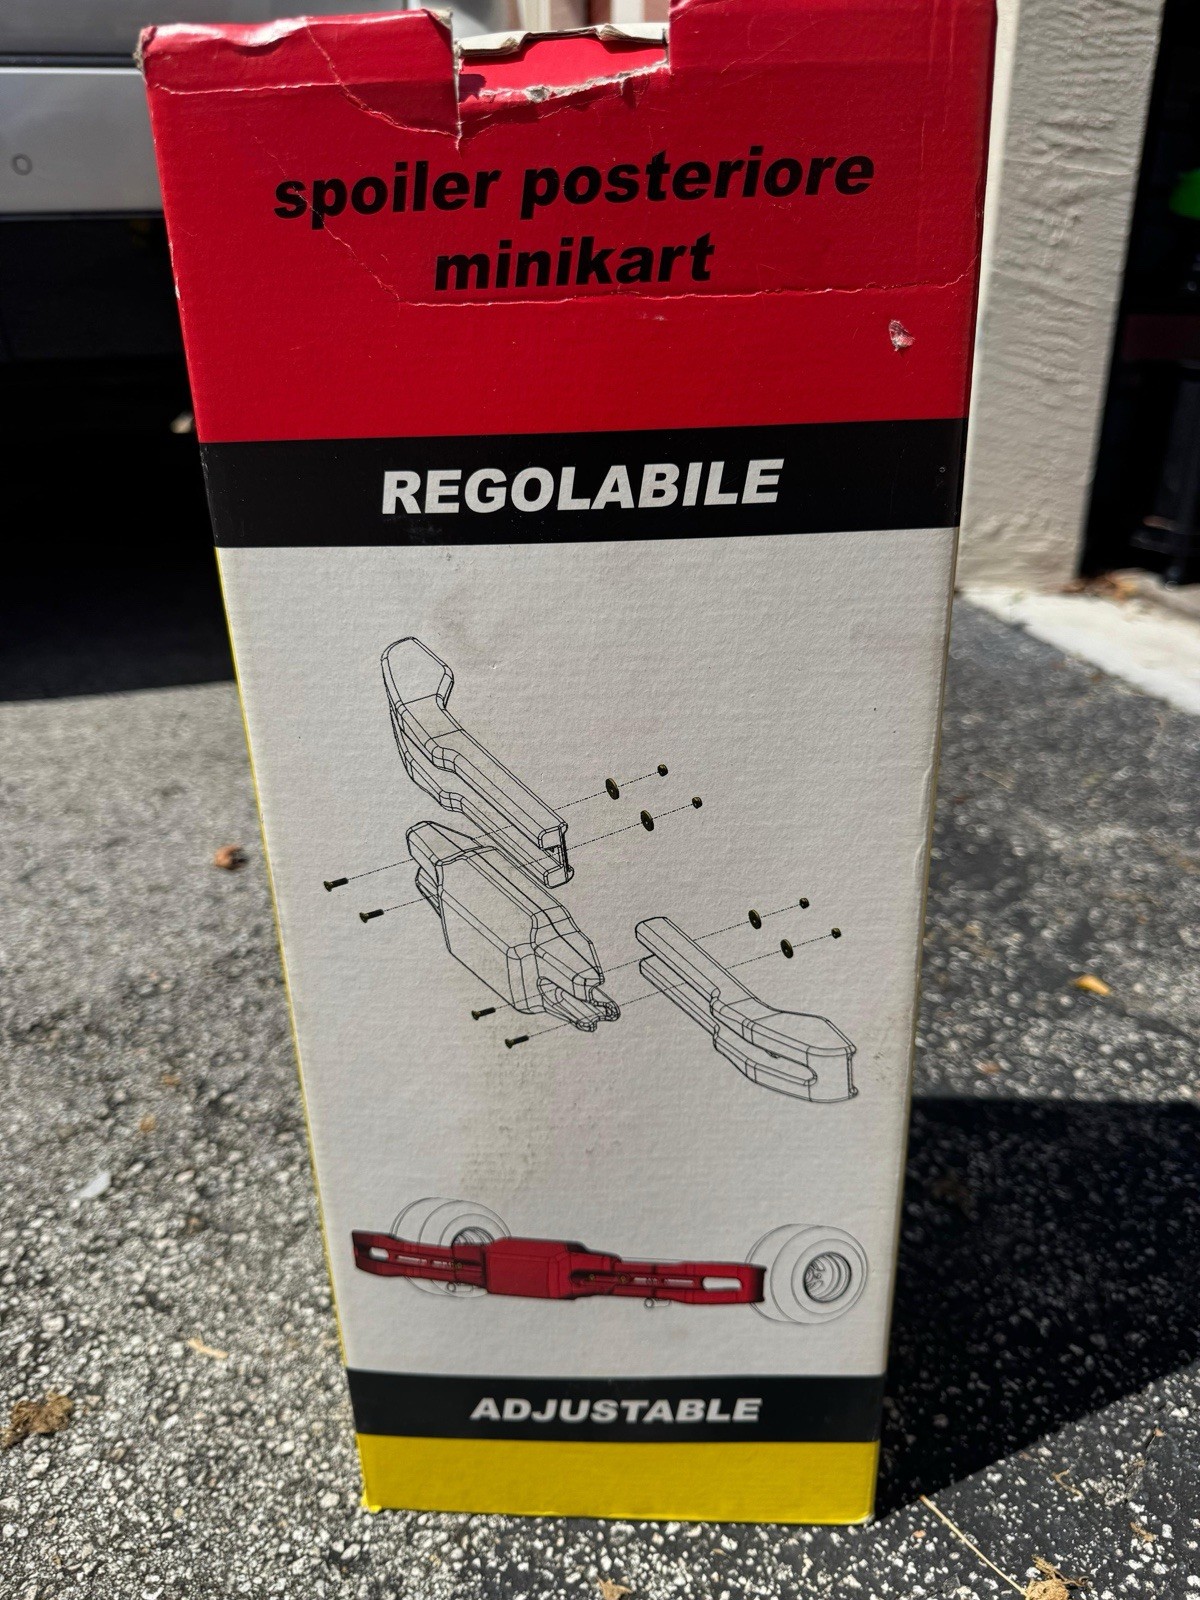 spoiler posteriore
minikart
REGOLABILE
ADJUSTABLE